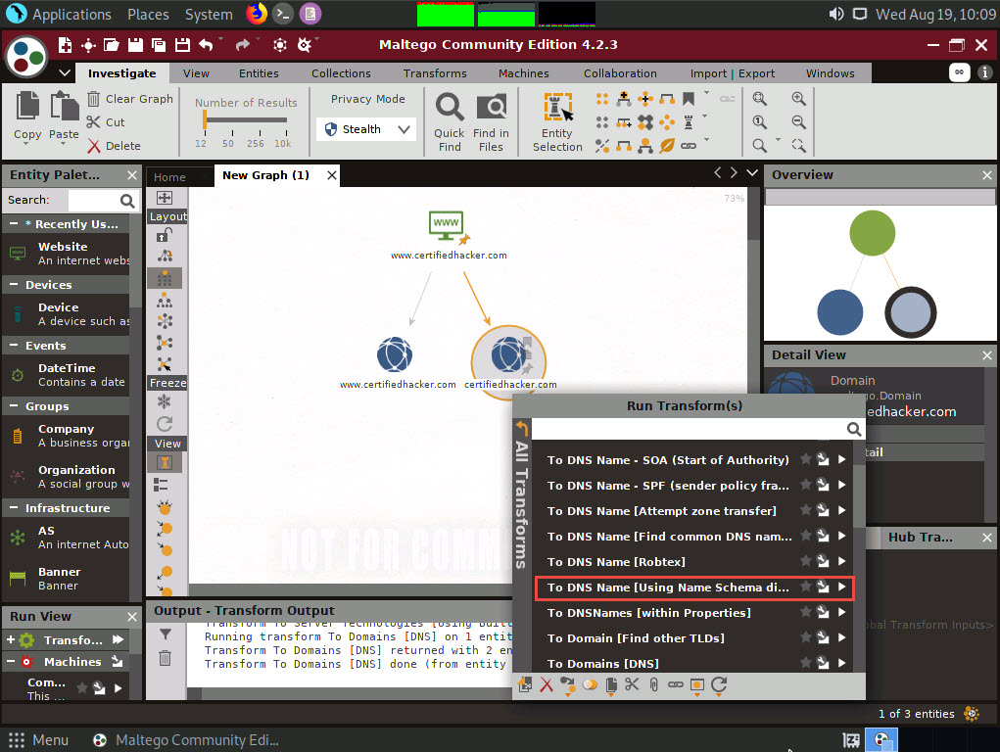 Applications Places System Wed Aug 19, 10:09
Maltego Community Edition 4.2.3
Investigate View Entities Collections Transforms Machines Collaboration Import | Export Windows
Copy
Paste
Clear Graph
Cut
Delete
Number of Results
12 50 256 10k
Privacy Mode
Stealth
Quick Find
Find in Files
Entity Selection
Entity Palet...
Search:
* Recently Us...
Website
An internet webs
Devices
Device
A device such as
Events
DateTime
Contains a date
Groups
Company
A business organ
Organization
A social group w
Infrastructure
AS
An internet Auto
Banner
Banner
Run View
Transfo...
Machines
Com...
This ...
Home
New Graph (1)
Layout
Freeze
View
73%
WWW
www.certifiedhacker.com
www.certifiedhacker.com
certifiedhacker.com
NOT FOR COMM
Output - Transform Output
Running transform To Domains [DNS] on 1 entit
Transform To Domains [DNS] returned with 2 en
Transform To Domains [DNS] done (from entity
Run Transform(s)
All Transforms
To DNS Name - SOA (Start of Authority)
To DNS Name - SPF (sender policy fra...
To DNS Name [Attempt zone transfer]
To DNS Name [Find common DNS nam...
To DNS Name [Robtex]
To DNS Name [Using Name Schema di...
To DNSNames [within Properties]
To Domain [Find other TLDs]
To Domains [DNS]
Overview
Detail View
Domain
tego.Domain
edhacker.com
tail
Hub Tra...
bal Transform Inputs>
1 of 3 entities
Menu Maltego Community Edi...